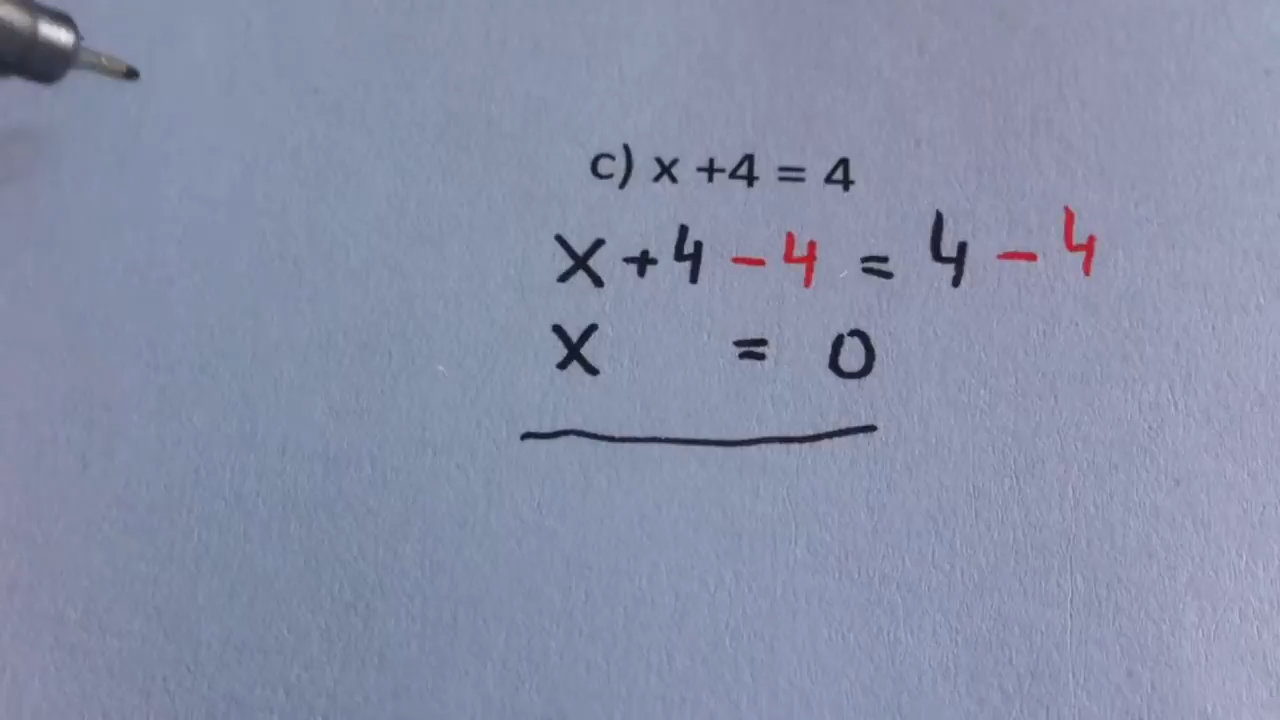 c) x +4 = 4
x + 4 - 4 = 4 - 4
x = 0